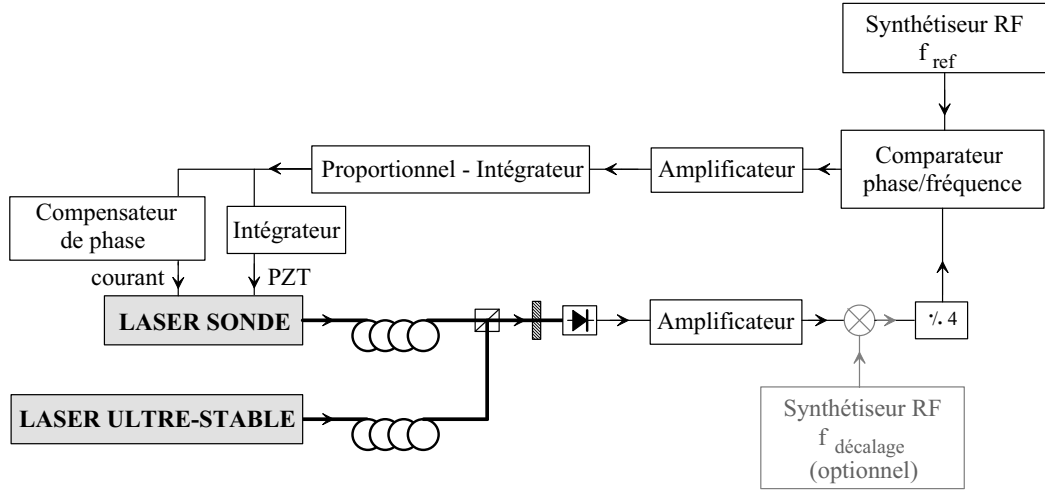 Synthétiseur RF
f ref
Proportionnel - Intégrateur
Amplificateur
Comparateur
phase/fréquence
Compensateur
de phase
Intégrateur
courant
PZT
LASER SONDE
Amplificateur
·/. 4
LASER ULTRE-STABLE
Synthétiseur RF
f décalage
(optionnel)